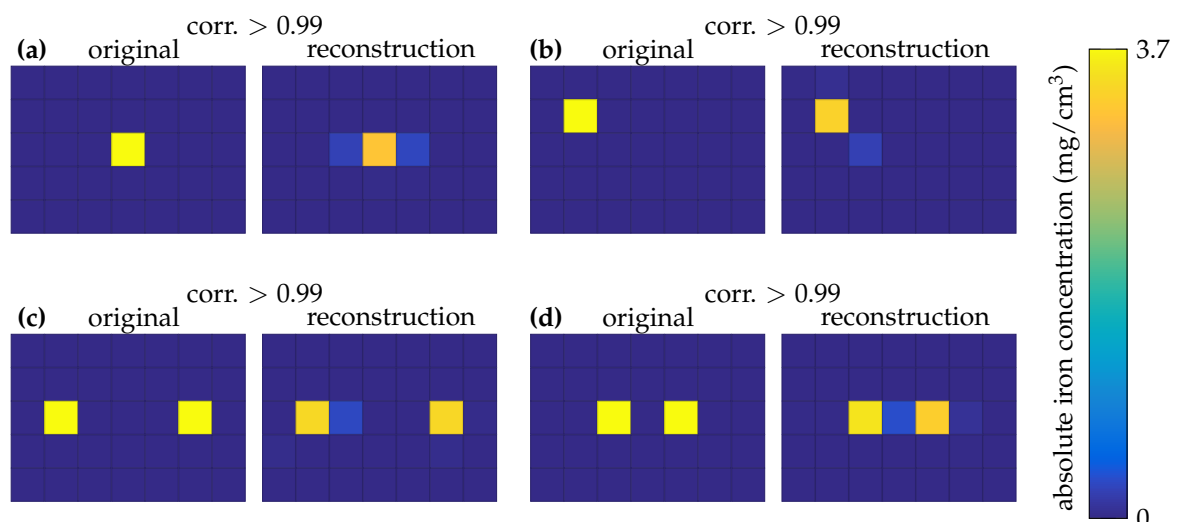 corr. > 0.99
(a) original reconstruction
corr. > 0.99
(b) original reconstruction
corr. > 0.99
(c) original reconstruction
corr. > 0.99
(d) original reconstruction
3.7
absolute iron concentration (mg/cm³)
0